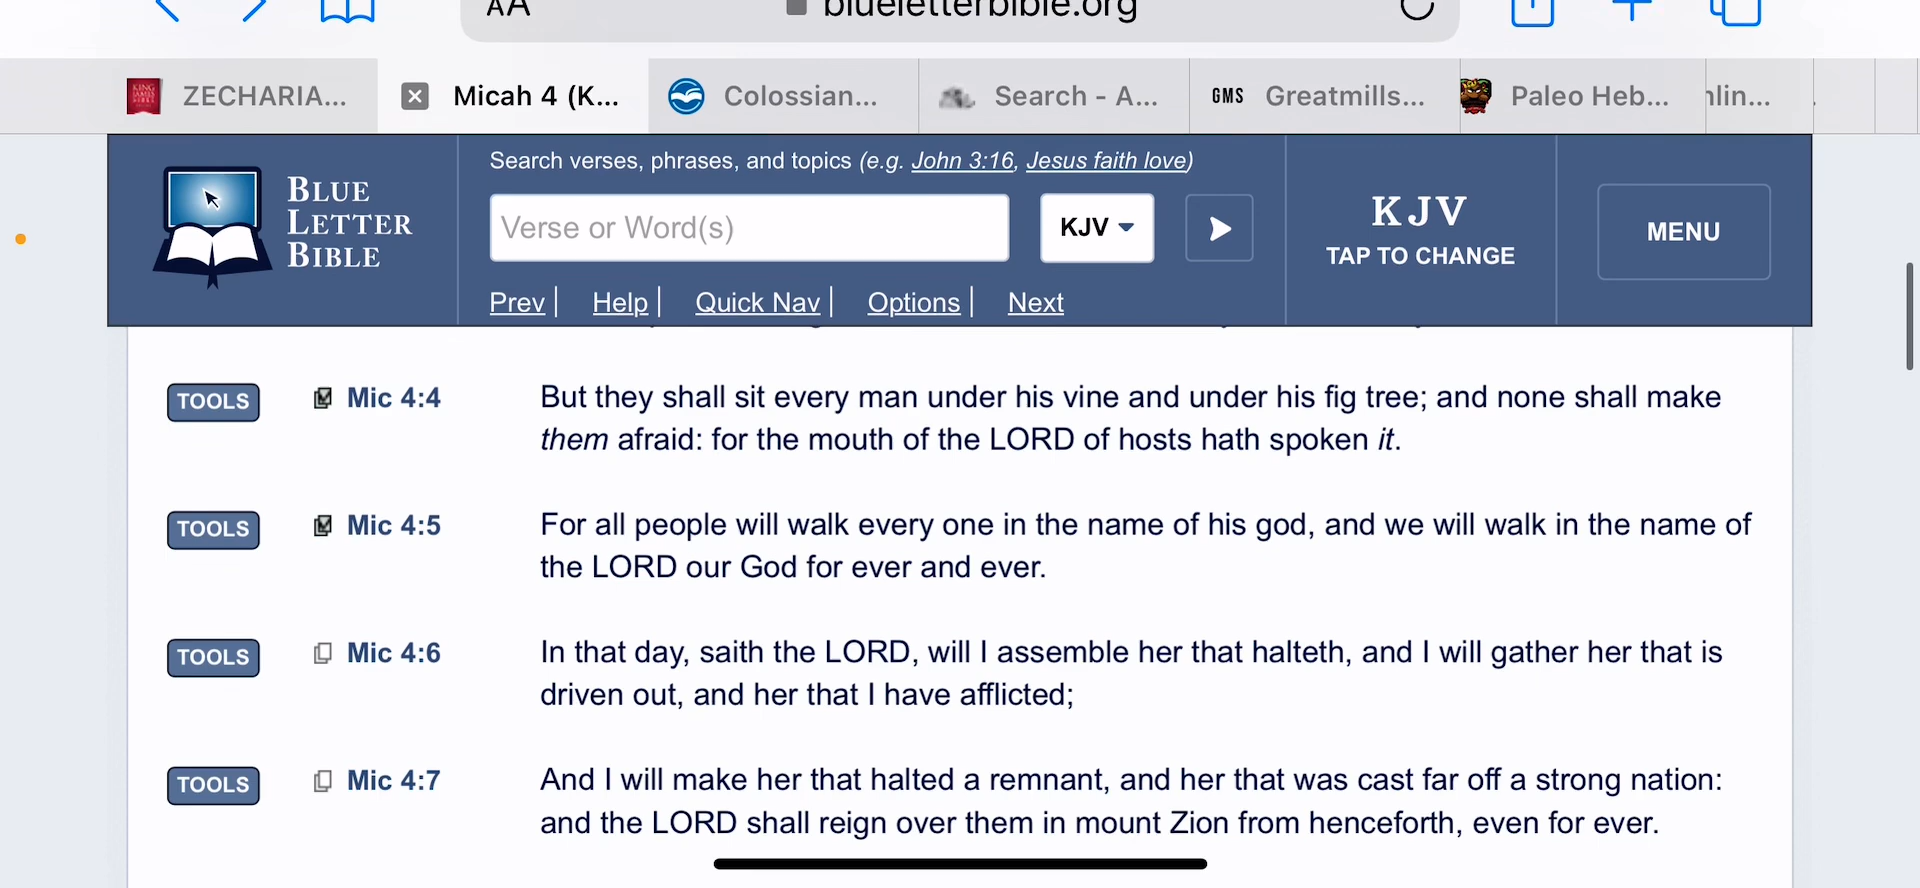 AA
blueletterbible.org
ZECHARIA...
Micah 4 (K...
Colossian...
Search - A...
GMS
Greatmills...
Paleo Heb...
nlin...
BLUE
LETTER
BIBLE
Search verses, phrases, and topics (e.g. John 3:16, Jesus faith love)
Verse or Word(s)
KJV
Prev | Help | Quick Nav | Options | Next
KJV
TAP TO CHANGE
MENU
TOOLS Mic 4:4 But they shall sit every man under his vine and under his fig tree; and none shall make
them afraid: for the mouth of the LORD of hosts hath spoken it.
TOOLS Mic 4:5 For all people will walk every one in the name of his god, and we will walk in the name of
the LORD our God for ever and ever.
TOOLS Mic 4:6 In that day, saith the LORD, will I assemble her that halteth, and I will gather her that is
driven out, and her that I have afflicted;
TOOLS Mic 4:7 And I will make her that halted a remnant, and her that was cast far off a strong nation:
and the LORD shall reign over them in mount Zion from henceforth, even for ever.